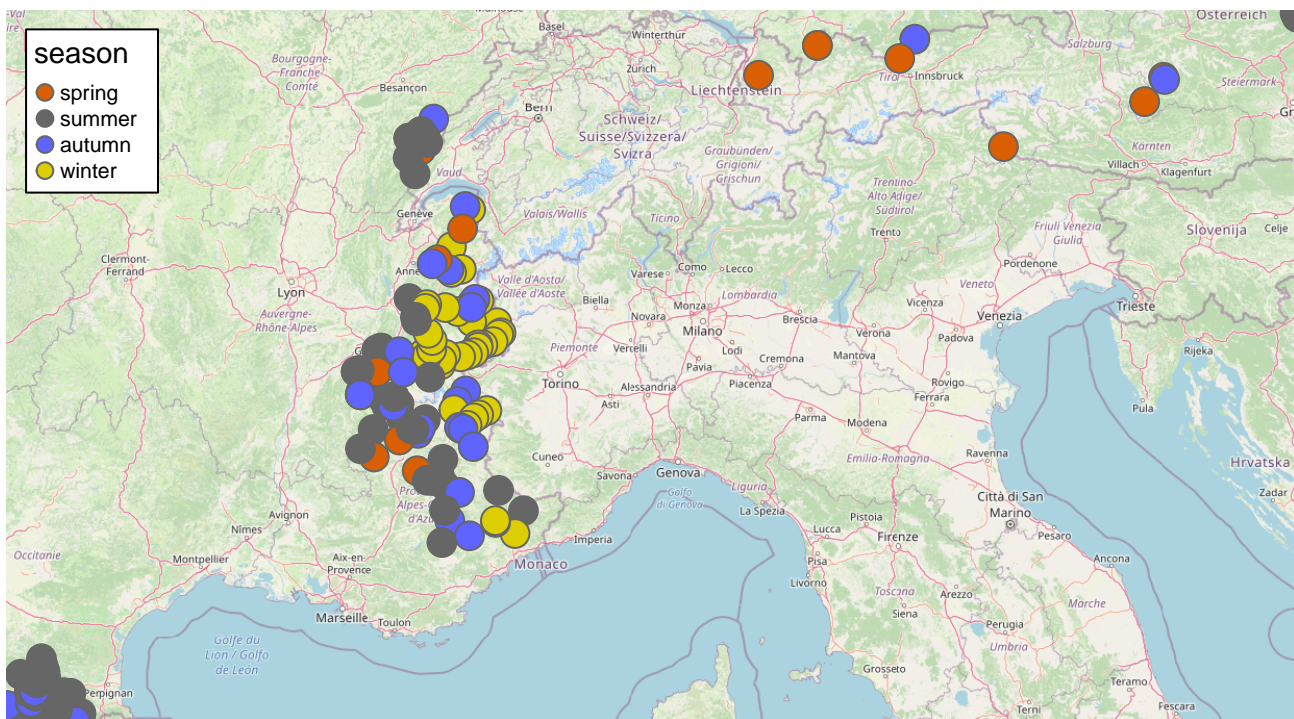 season
spring
summer
autumn
winter
Mulhouse
Basel
Winterthur
Zürich
Österreich
Salzburg
Steiermark
Bourgogne-
Franche-
Comté
Besançon
Liechtenstein
Tirol
Innsbruck
Bern
Schweiz/
Suisse/Svizzera/
Svizra
Graubünden/
Grigioni/
Grischun
Kärnten
Villach
Klagenfurt
Vaud
Genève
Valais/Wallis
Ticino
Trentino-
Alto Adige/
Südtirol
Trento
Friuli Venezia
Giulia
Slovenija
Celje
Pordenone
Clermont-
Ferrand
Lyon
Valle d'Aosta/
Vallée d'Aoste
Varese
Como
Lecco
Lombardia
Trieste
Auvergne-
Rhône-Alpes
Biella
Monza
Novara
Milano
Brescia
Vicenza
Veneto
Venezia
Verona
Padova
Piemonte
Vercelli
Lodi
Cremona
Mantova
Rijeka
Torino
Pavia
Piacenza
Rovigo
Ferrara
Asti
Alessandria
Parma
Modena
Pula
Cuneo
Emilia-Romagna
Ravenna
Hrvatska
Savona
Genova
Golfo
di Genova
Liguria
La Spezia
Zadar
Città di San
Marino
Avignon
Nîmes
Imperia
Lucca
Pistoia
Firenze
Pesaro
Occitanie
Montpellier
Aix-en-
Provence
Monaco
Pisa
Ancona
Livorno
Toscana
Arezzo
Marche
Marseille
Toulon
Siena
Golfe du
Lion / Golfo
de León
Perugia
Umbria
Perpignan
Grosseto
Teramo
Terni
Pescara